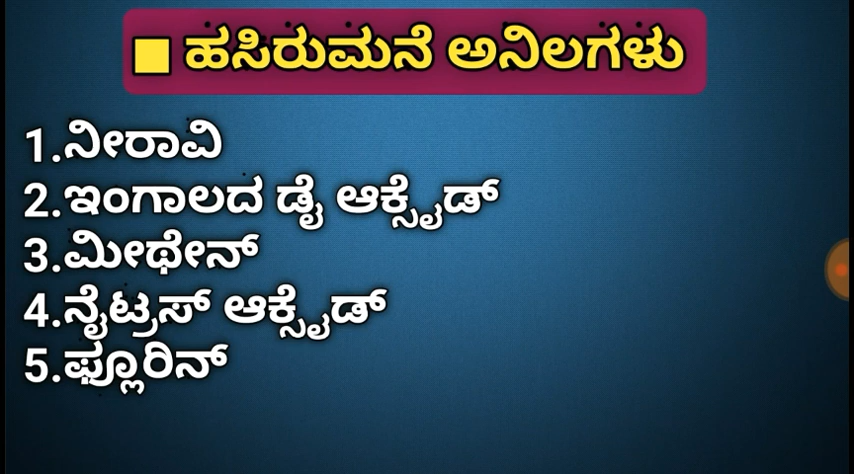 ■ ಹಸಿರುಮನೆ ಅನಿಲಗಳು
1.ನೀರಾವಿ
2.ಇಂಗಾಲದ ಡೈ ಆಕ್ಸೈಡ್
3.ಮೀಥೇನ್
4.ನೈಟ್ರಸ್ ಆಕ್ಸೈಡ್
5.ಫ್ಲೂರಿನ್